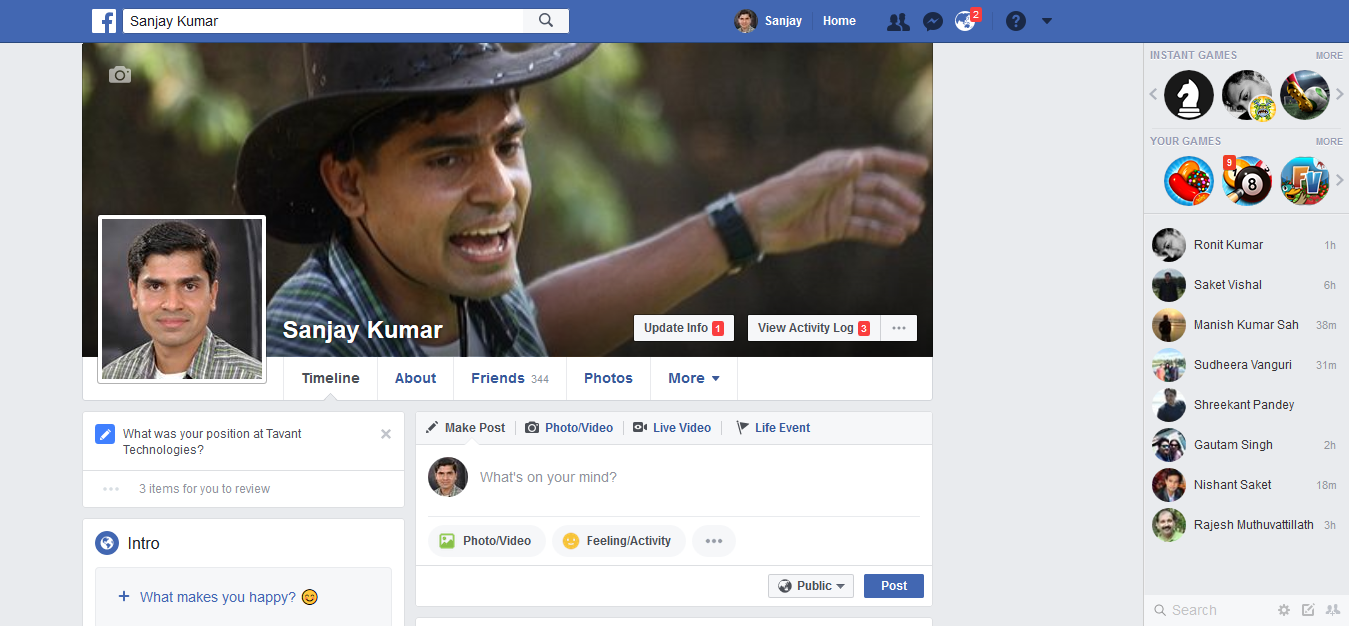 f
Sanjay Kumar
Sanjay
Home
2
?
INSTANT GAMES
MORE
YOUR GAMES
MORE
9
8
FV
Sanjay Kumar
Update Info 1
View Activity Log 3
Timeline
About
Friends 344
Photos
More
What was your position at Tavant
Technologies?
3 items for you to review
Intro
What makes you happy?
Make Post
Photo/Video
Live Video
Life Event
What's on your mind?
Photo/Video
Feeling/Activity
Public
Post
Ronit Kumar 1h
Saket Vishal 6h
Manish Kumar Sah 38m
Sudheera Vanguri 31m
Shreekant Pandey
Gautam Singh 2h
Nishant Saket 18m
Rajesh Muthuvattillath 3h
Search